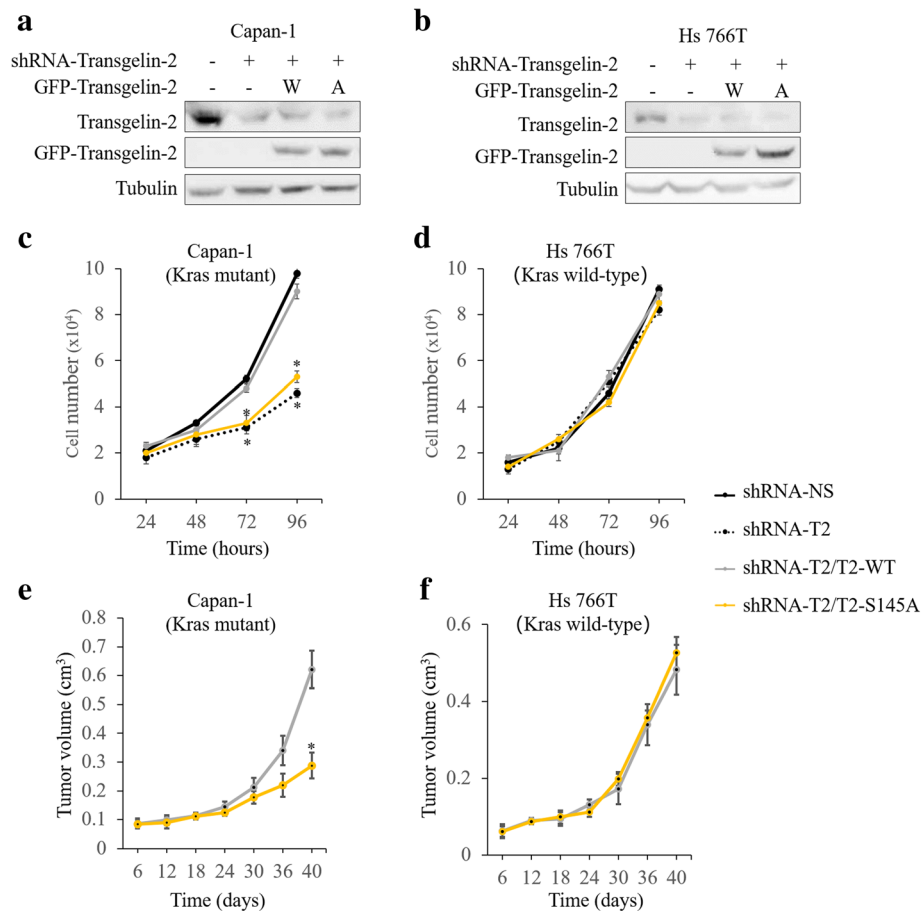 a
Capan-1
shRNA-Transgelin-2 - + + +
GFP-Transgelin-2 - - W A
Transgelin-2
GFP-Transgelin-2
Tubulin
b
Hs 766T
shRNA-Transgelin-2 - + + +
GFP-Transgelin-2 - - W A
Transgelin-2
GFP-Transgelin-2
Tubulin
c
Capan-1
(Kras mutant)
Cell number (x10⁴)
10
8
6
4
2
0
* *
* *
24 48 72 96
Time (hours)
d
Hs 766T
(Kras wild-type)
Cell number (x10⁴)
10
8
6
4
2
0
24 48 72 96
Time (hours)
shRNA-NS
shRNA-T2
shRNA-T2/T2-WT
shRNA-T2/T2-S145A
e
Capan-1
(Kras mutant)
Tumor volume (cm³)
0.8
0.7
0.6
0.5
0.4
0.3
0.2
0.1
0
*
6 12 18 24 30 36 40
Time (days)
f
Hs 766T
(Kras wild-type)
Tumor volume (cm³)
0.6
0.4
0.2
0
6 12 18 24 30 36 40
Time (days)